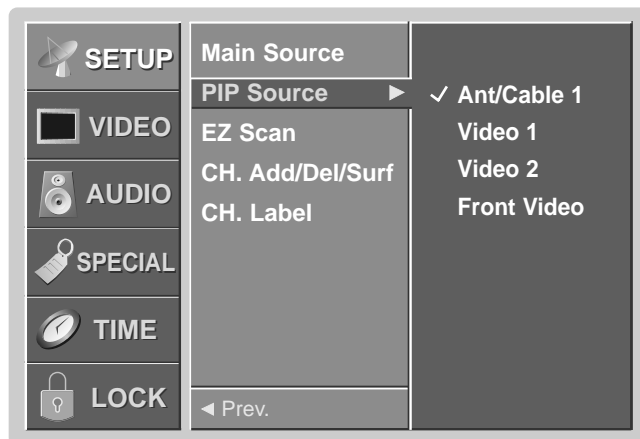 SETUP
VIDEO
AUDIO
SPECIAL
TIME
LOCK
Main Source
PIP Source ►
EZ Scan
CH. Add/Del/Surf
CH. Label
◄ Prev.
✓ Ant/Cable 1
Video 1
Video 2
Front Video